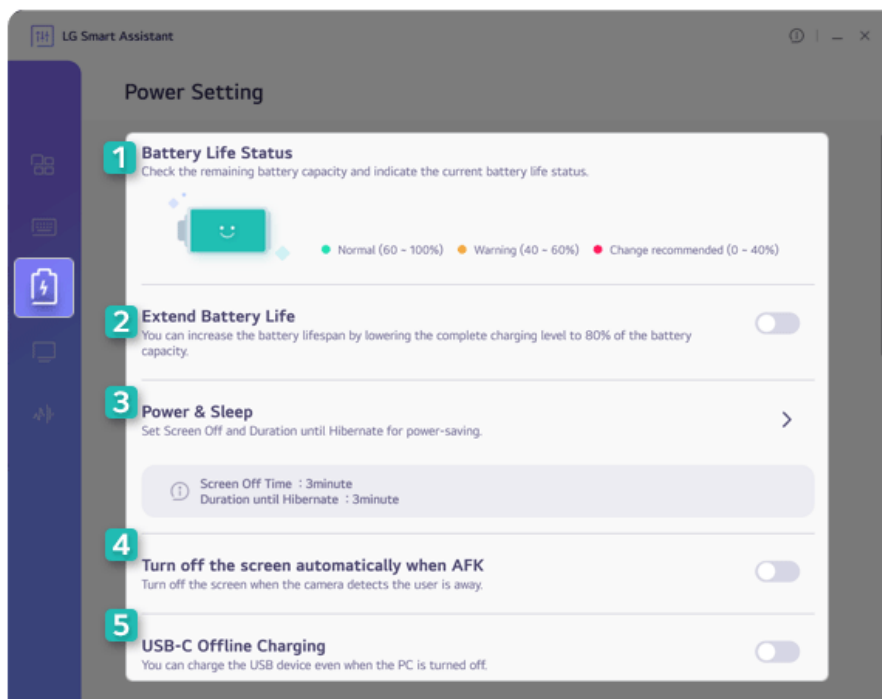 LG Smart Assistant
Power Setting
1
Battery Life Status
Check the remaining battery capacity and indicate the current battery life status.
Normal (60 ~ 100%) Warning (40 ~ 60%) Change recommended (0 ~ 40%)
2
Extend Battery Life
You can increase the battery lifespan by lowering the complete charging level to 80% of the battery
capacity.
3
Power & Sleep
Set Screen Off and Duration until Hibernate for power-saving.
Screen Off Time : 3minute
Duration until Hibernate : 3minute
4
Turn off the screen automatically when AFK
Turn off the screen when the camera detects the user is away.
5
USB-C Offline Charging
You can charge the USB device even when the PC is turned off.